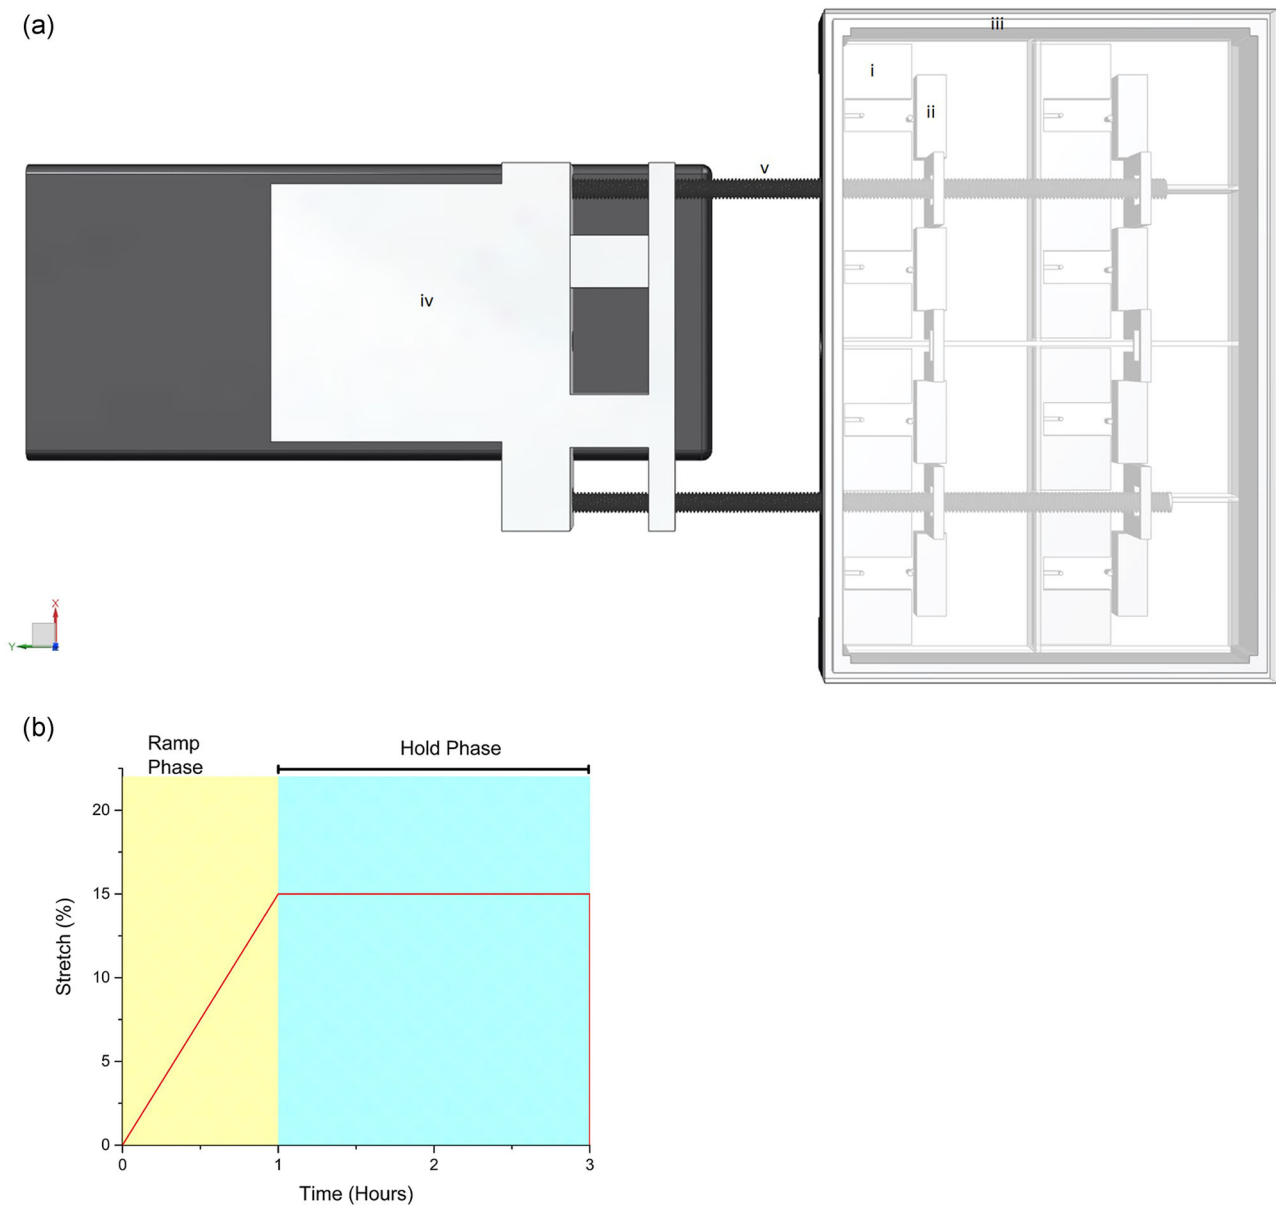 (a)
iii
i
ii
v
iv
X
Y
(b)
Ramp
Phase
Hold Phase
20
15
10
5
0
Stretch (%)
0 1 2 3
Time (Hours)